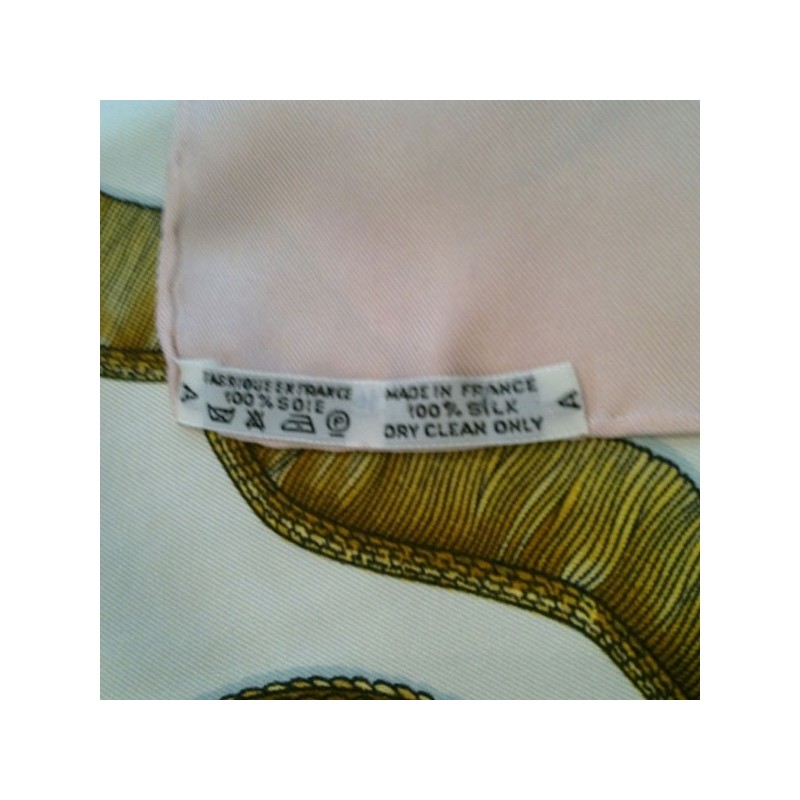 FABRIQUE EN FRANCE
100% SOIE
A
P
MADE IN FRANCE
100% SILK
DRY CLEAN ONLY
A